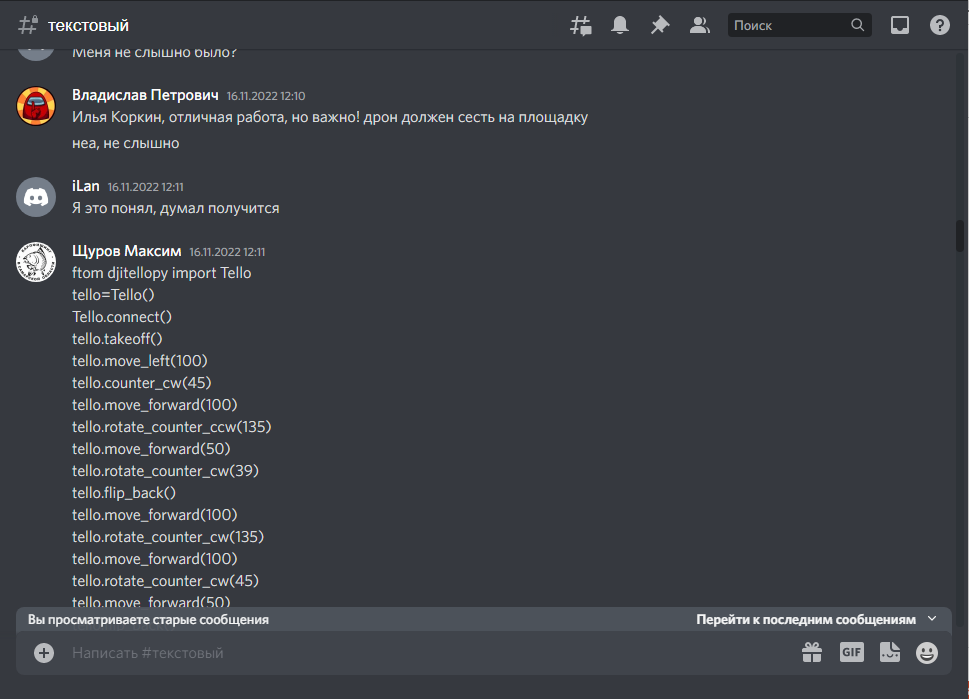 текстовый
Поиск
Меня не слышно было?
Владислав Петрович 16.11.2022 12:10
Илья Коркин, отличная работа, но важно! дрон должен сесть на площадку
неа, не слышно
iLan 16.11.2022 12:11
Я это понял, думал получится
Щуров Максим 16.11.2022 12:11
ftom djitellopy import Tello
tello=Tello()
Tello.connect()
tello.takeoff()
tello.move_left(100)
tello.counter_cw(45)
tello.move_forward(100)
tello.rotate_counter_ccw(135)
tello.move_forward(50)
tello.rotate_counter_cw(39)
tello.flip_back()
tello.move_forward(100)
tello.rotate_counter_cw(135)
tello.move_forward(100)
tello.rotate_counter_cw(45)
tello.move_forward(50)
Вы просматриваете старые сообщения Перейти к последним сообщениям
Написать #текстовый
GIF